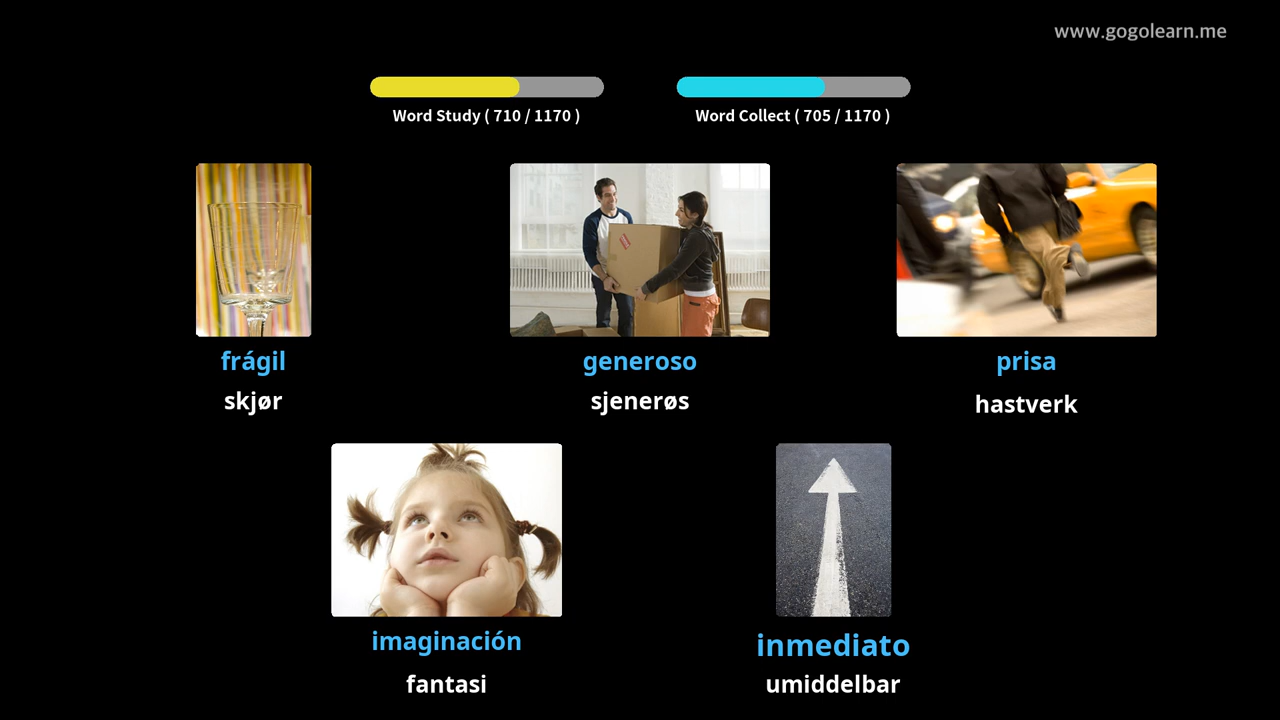 www.gogolearn.me
Word Study ( 710 / 1170 )
Word Collect ( 705 / 1170 )
frágil
skjør
generoso
sjenerøs
prisa
hastverk
imaginación
fantasi
inmediato
umiddelbar